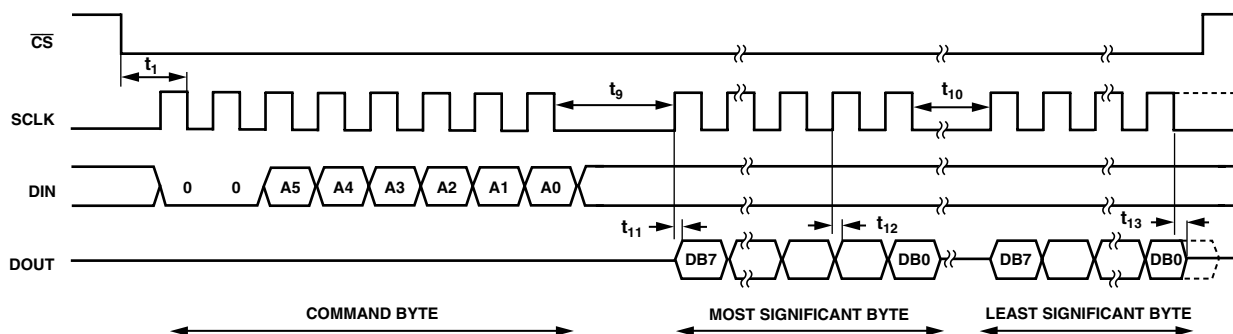 CS
t1
SCLK
t9
t10
DIN
0 0 A5 A4 A3 A2 A1 A0
t11
t12
t13
DOUT
DB7 DB0 DB7 DB0
COMMAND BYTE MOST SIGNIFICANT BYTE LEAST SIGNIFICANT BYTE